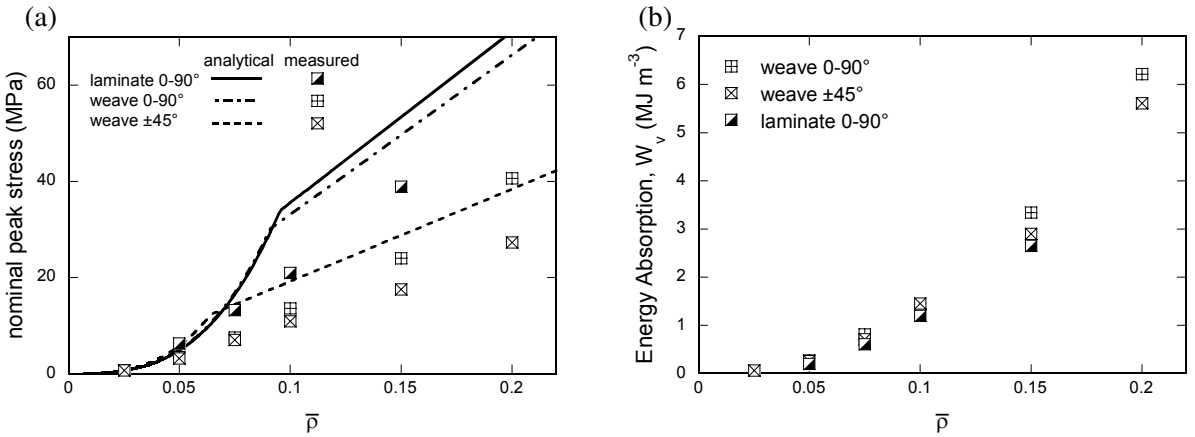 (a)
analytical measured
laminate 0-90°
weave 0-90°
weave ±45°
nominal peak stress (MPa)
60
40
20
0
0 0.05 0.1 0.15 0.2
ρ̅
(b)
weave 0-90°
weave ±45°
laminate 0-90°
Energy Absorption, W_v (MJ m⁻³)
7
6
5
4
3
2
1
0
0 0.05 0.1 0.15 0.2
ρ̅